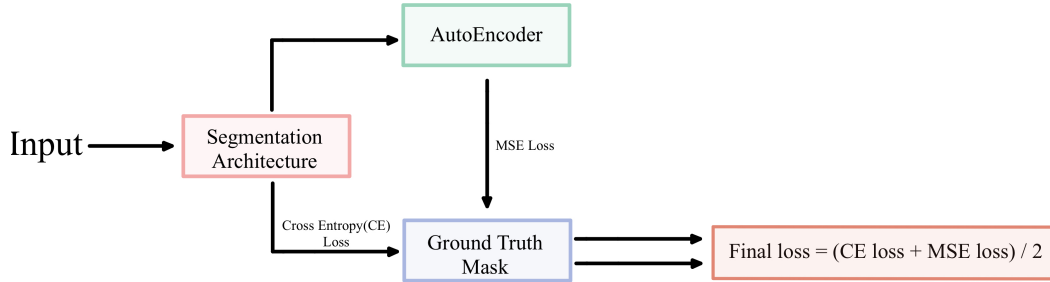 AutoEncoder
Input
Segmentation
Architecture
MSE Loss
Cross Entropy(CE)
Loss
Ground Truth
Mask
Final loss = (CE loss + MSE loss) / 2